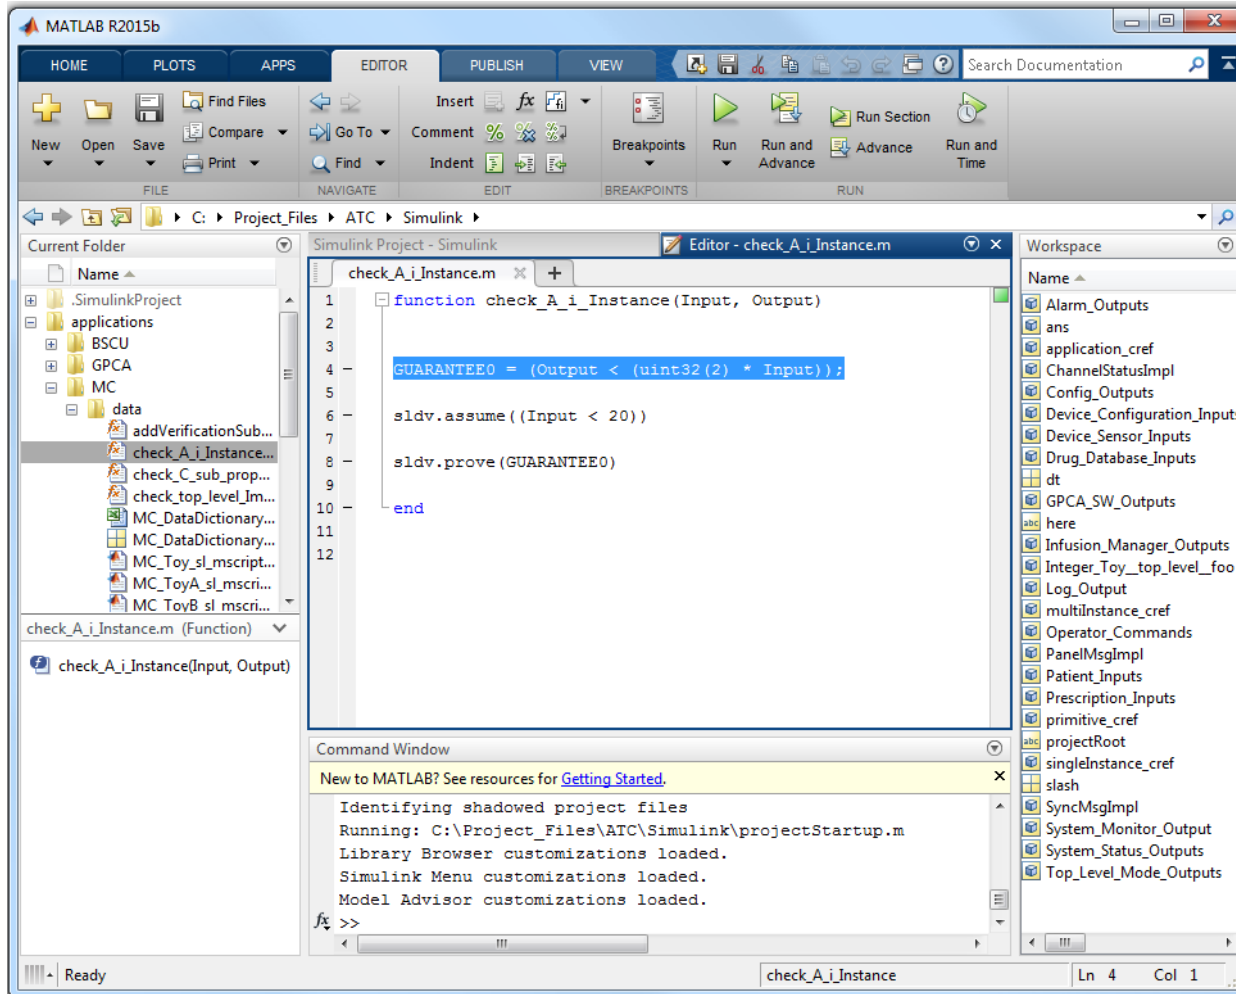 MATLAB R2015b
HOME PLOTS APPS EDITOR PUBLISH VIEW Search Documentation
New Open Save Find Files Compare Print
FILE
Go To Find
NAVIGATE
Insert fx
Comment %
Indent
EDIT
Breakpoints
BREAKPOINTS
Run Run and Advance Run Section Advance Run and Time
RUN
C: Project_Files ATC Simulink
Current Folder
Name
.SimulinkProject
applications
BSCU
GPCA
MC
data
addVerificationSub...
check_A_i_Instance...
check_C_sub_prop...
check_top_level_Im...
MC_DataDictionary...
MC_DataDictionary...
MC_Toy_sl_mscript...
MC_ToyA_sl_mscri...
MC_ToyB_sl_mscri...
check_A_i_Instance.m (Function)
check_A_i_Instance(Input, Output)
Simulink Project - Simulink
Editor - check_A_i_Instance.m
check_A_i_Instance.m
1 function check_A_i_Instance(Input, Output)
2
3
4 – GUARANTEE0 = (Output < (uint32(2) * Input));
5
6 – sldv.assume((Input < 20))
7
8 – sldv.prove(GUARANTEE0)
9
10 – end
11
12
Command Window
New to MATLAB? See resources for Getting Started.
Identifying shadowed project files
Running: C:\Project_Files\ATC\Simulink\projectStartup.m
Library Browser customizations loaded.
Simulink Menu customizations loaded.
Model Advisor customizations loaded.
fx >>
Workspace
Name
Alarm_Outputs
ans
application_cref
ChannelStatusImpl
Config_Outputs
Device_Configuration_Inputs
Device_Sensor_Inputs
Drug_Database_Inputs
dt
GPCA_SW_Outputs
abc here
Infusion_Manager_Outputs
Integer_Toy__top_level__foo
Log_Output
multiInstance_cref
Operator_Commands
PanelMsgImpl
Patient_Inputs
Prescription_Inputs
primitive_cref
abc projectRoot
singleInstance_cref
slash
SyncMsgImpl
System_Monitor_Output
System_Status_Outputs
Top_Level_Mode_Outputs
Ready
check_A_i_Instance
Ln 4 Col 1